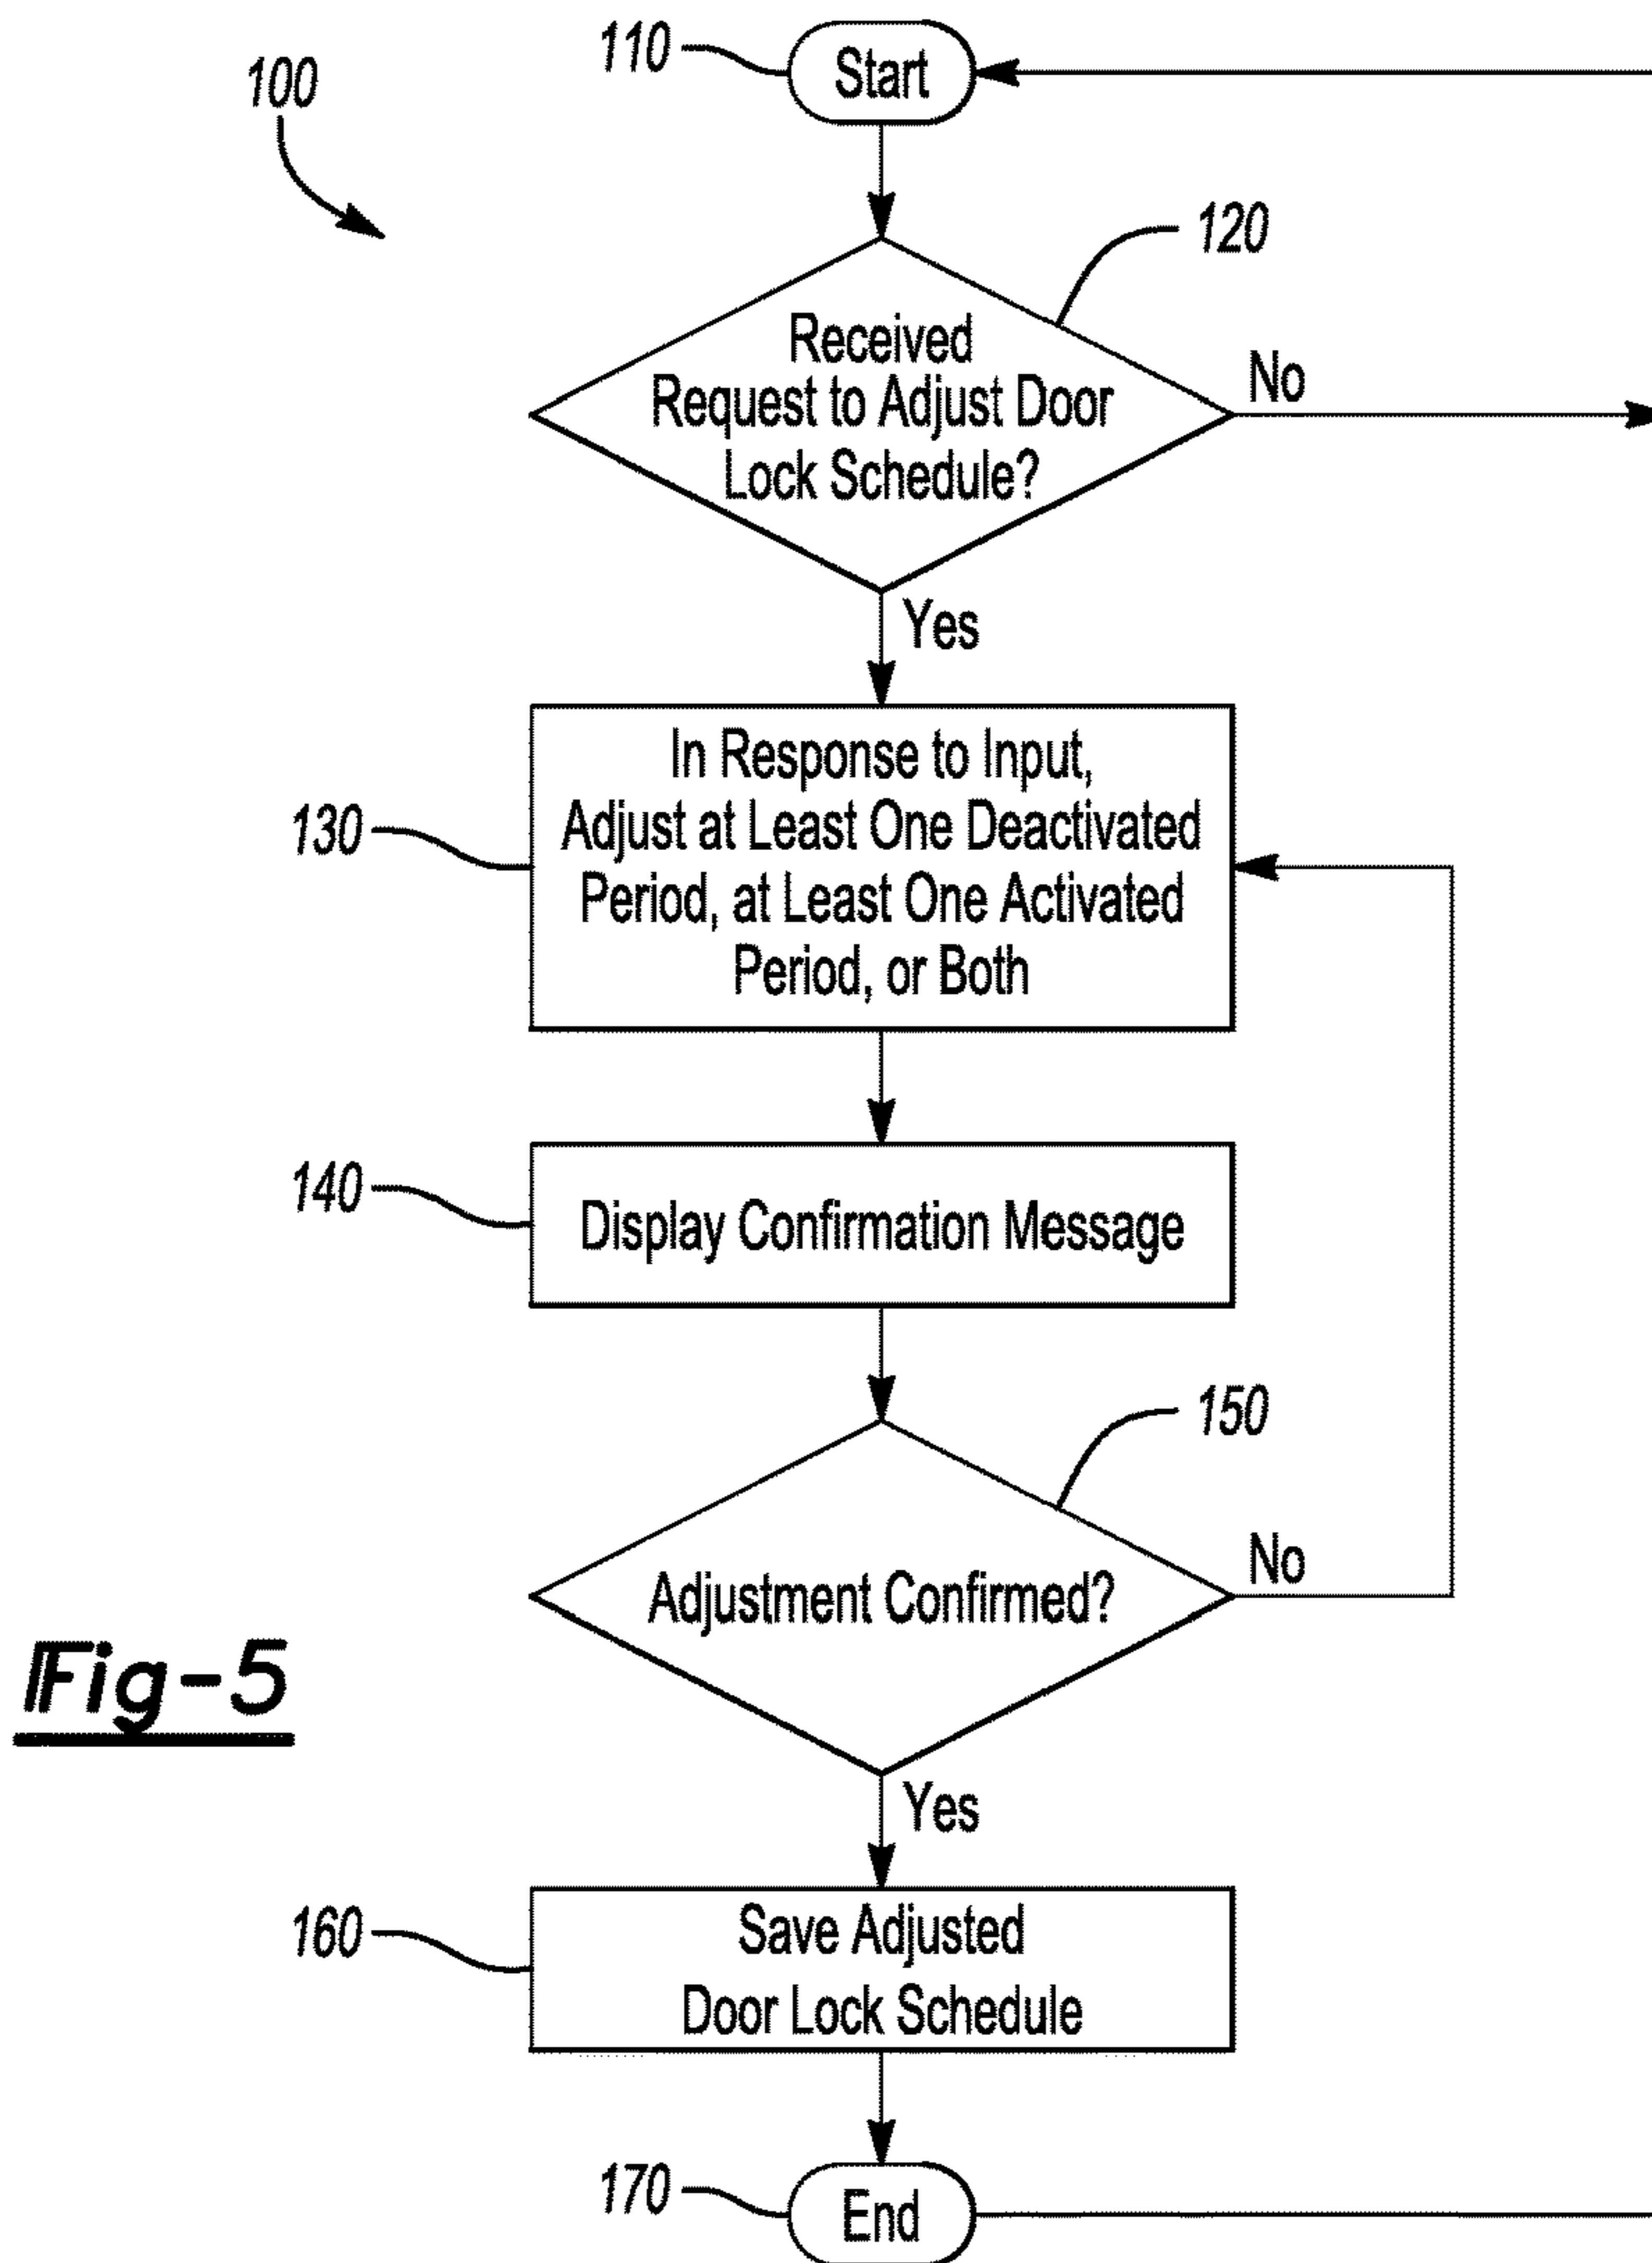 110
Start
100
120
Received
Request to Adjust Door
Lock Schedule?
No
Yes
130
In Response to Input,
Adjust at Least One Deactivated
Period, at Least One Activated
Period, or Both
140
Display Confirmation Message
150
Adjustment Confirmed?
No
Fig-5
Yes
160
Save Adjusted
Door Lock Schedule
170
End